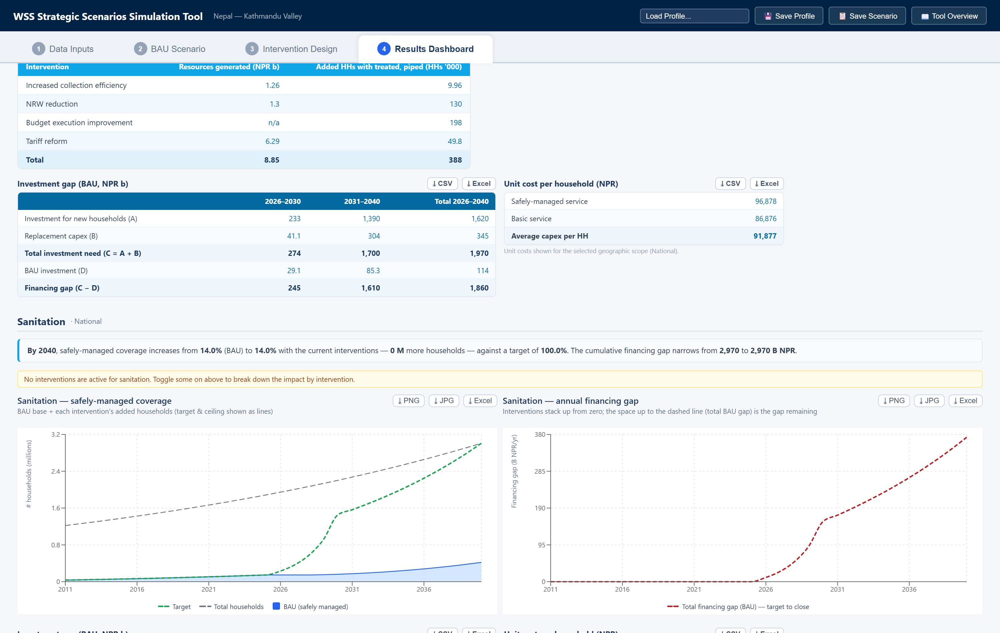 WSS Strategic Scenarios Simulation Tool
Nepal — Kathmandu Valley
Load Profile...
Save Profile
Save Scenario
Tool Overview
1 Data Inputs
2 BAU Scenario
3 Intervention Design
4 Results Dashboard
Intervention Resources generated (NPR b) Added HHs with treated, piped (HHs '000)
Increased collection efficiency 1.26 9.96
NRW reduction 1.3 130
Budget execution improvement n/a 198
Tariff reform 6.29 49.8
Total 8.85 388
Investment gap (BAU, NPR b)
CSV
Excel
2026–2030 2031–2040 Total 2026–2040
Investment for new households (A) 233 1,390 1,620
Replacement capex (B) 41.1 304 345
Total investment need (C = A + B) 274 1,700 1,970
BAU investment (D) 29.1 85.3 114
Financing gap (C – D) 245 1,610 1,860
Unit cost per household (NPR)
CSV
Excel
Safely-managed service 96,878
Basic service 86,876
Average capex per HH 91,877
Unit costs shown for the selected geographic scope (National).
Sanitation · National
By 2040, safely-managed coverage increases from 14.0% (BAU) to 14.0% with the current interventions — 0 M more households — against a target of 100.0%. The cumulative financing gap narrows from 2,970 to 2,970 B NPR.
No interventions are active for sanitation. Toggle some on above to break down the impact by intervention.
Sanitation — safely-managed coverage
PNG
JPG
Excel
BAU base + each intervention's added households (target & ceiling shown as lines)
# households (millions)
3.2
2.4
1.6
0.8
0
2011 2016 2021 2026 2031 2036
Target Total households BAU (safely managed)
Sanitation — annual financing gap
PNG
JPG
Excel
Interventions stack up from zero; the space up to the dashed line (total BAU gap) is the gap remaining
Financing gap (B NPR/yr)
380
285
190
95
0
2011 2016 2021 2026 2031 2036
Total financing gap (BAU) — target to close
CSV
Excel
CSV
Excel